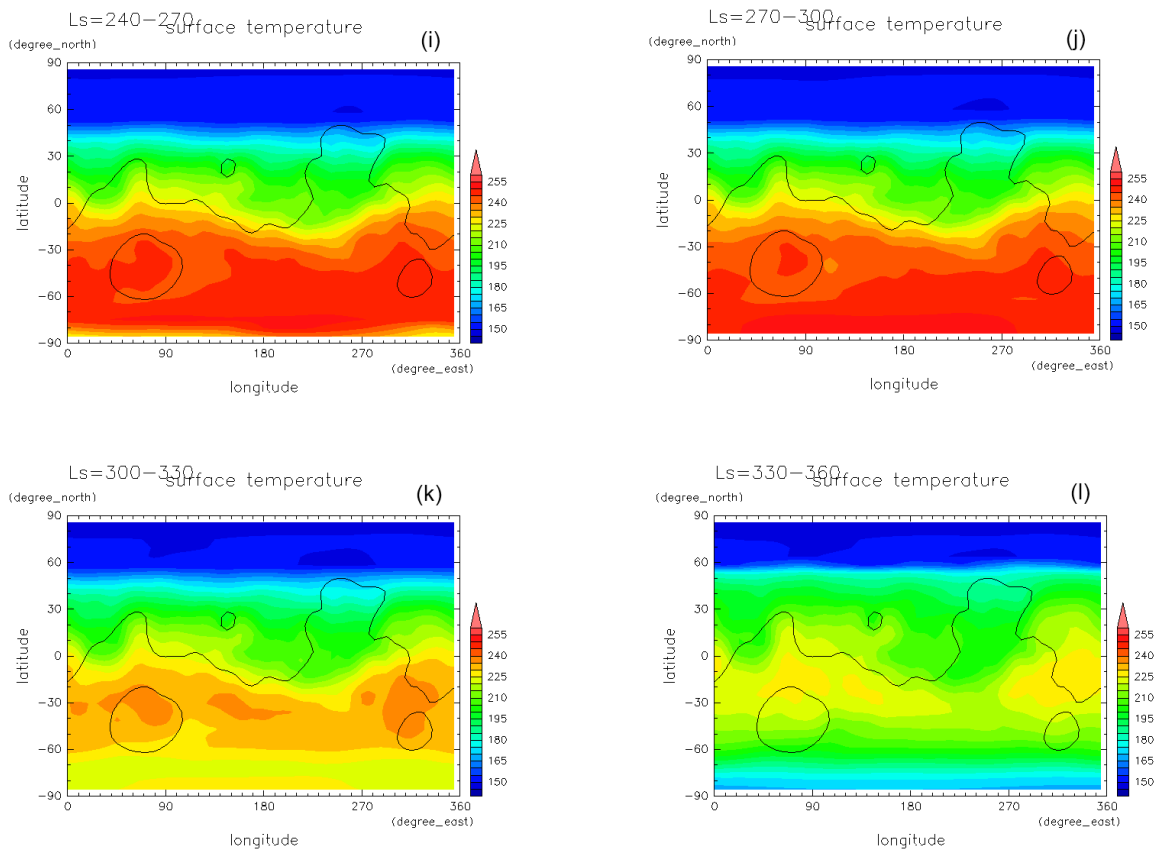 Ls=240−270
surface temperature
(i)
(degree_north)
90
60
30
0
−30
−60
−90
latitude
0
90
180
270
360
(degree_east)
longitude
255
240
225
210
195
180
165
150
Ls=270−300
surface temperature
(j)
(degree_north)
90
60
30
0
−30
−60
−90
latitude
0
90
180
270
360
(degree_east)
longitude
255
240
225
210
195
180
165
150
Ls=300−330
surface temperature
(k)
(degree_north)
90
60
30
0
−30
−60
−90
latitude
0
90
180
270
360
(degree_east)
longitude
255
240
225
210
195
180
165
150
Ls=330−360
surface temperature
(l)
(degree_north)
90
60
30
0
−30
−60
−90
latitude
0
90
180
270
360
(degree_east)
longitude
255
240
225
210
195
180
165
150